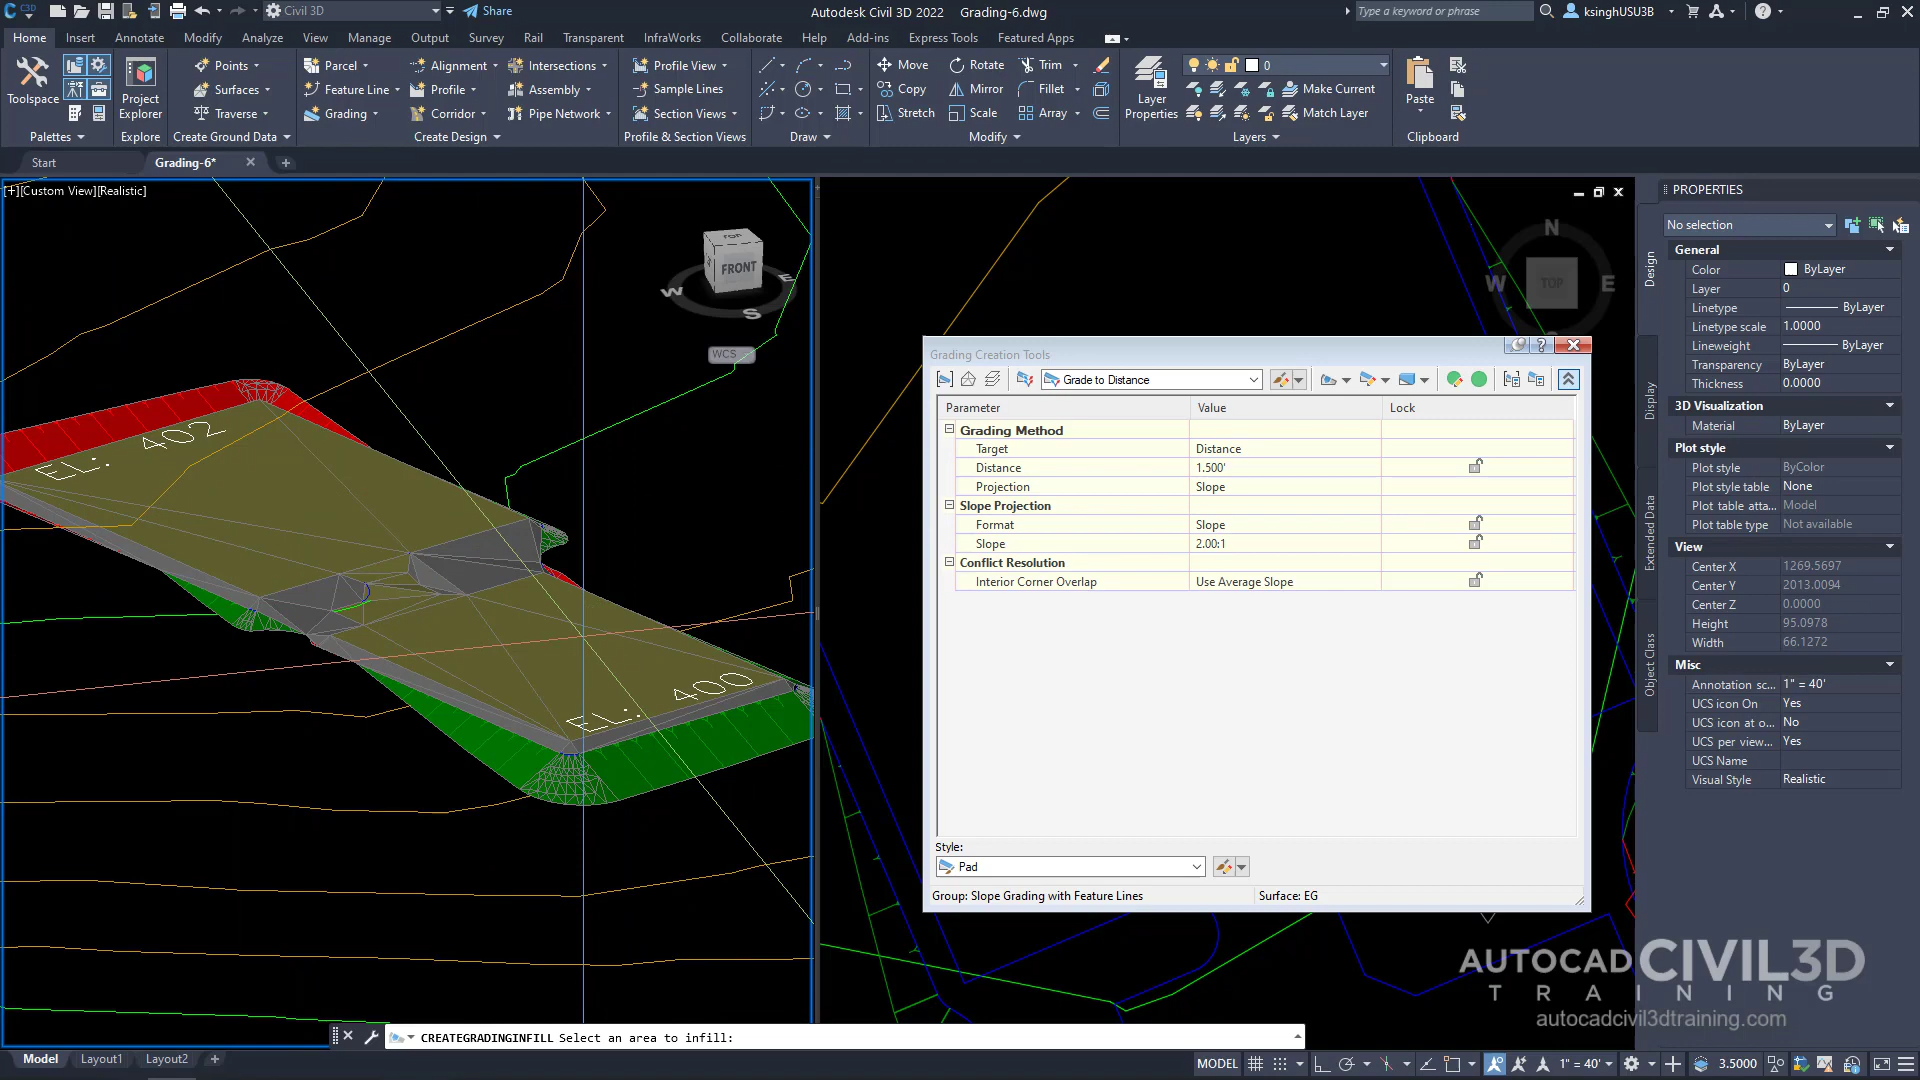 Civil 3D
Share
Autodesk Civil 3D 2022 Grading-6.dwg
Type a keyword or phrase
ksinghUSU3B
Home Insert Annotate Modify Analyze View Manage Output Survey Rail Transparent InfraWorks Collaborate Help Add-ins Express Tools Featured Apps
Toolspace
Palettes
Project Explorer
Explore
Points
Surfaces
Traverse
Create Ground Data
Parcel
Feature Line
Grading
Alignment
Profile
Corridor
Intersections
Assembly
Pipe Network
Create Design
Profile View
Sample Lines
Section Views
Profile & Section Views
Draw
Move
Copy
Stretch
Rotate
Mirror
Scale
Trim
Fillet
Array
Modify
Layer Properties
0
Make Current
Match Layer
Layers
Paste
Clipboard
Start
Grading-6*
[+][Custom View][Realistic]
TOP
FRONT
W
S
E
WCS
EL: 402
EL: 400
N
W
TOP
E
Grading Creation Tools
Grade to Distance
Parameter Value Lock
Grading Method
Target Distance
Distance 1.500'
Projection Slope
Slope Projection
Format Slope
Slope 2.00:1
Conflict Resolution
Interior Corner Overlap Use Average Slope
Style:
Pad
Group: Slope Grading with Feature Lines Surface: EG
PROPERTIES
No selection
Design
Display
Extended Data
Object Class
General
Color ByLayer
Layer 0
Linetype ByLayer
Linetype scale 1.0000
Lineweight ByLayer
Transparency ByLayer
Thickness 0.0000
3D Visualization
Material ByLayer
Plot style
Plot style ByColor
Plot style table None
Plot table atta... Model
Plot table type Not available
View
Center X 1269.5697
Center Y 2013.0094
Center Z 0.0000
Height 95.0978
Width 66.1272
Misc
Annotation sc... 1" = 40'
UCS icon On Yes
UCS icon at o... No
UCS per view... Yes
UCS Name
Visual Style Realistic
AUTOCAD CIVIL3D
TRAINING
autocadcivil3dtraining.com
CREATEGRADINGINFILL Select an area to infill:
Model Layout1 Layout2
MODEL
1" = 40'
3.5000